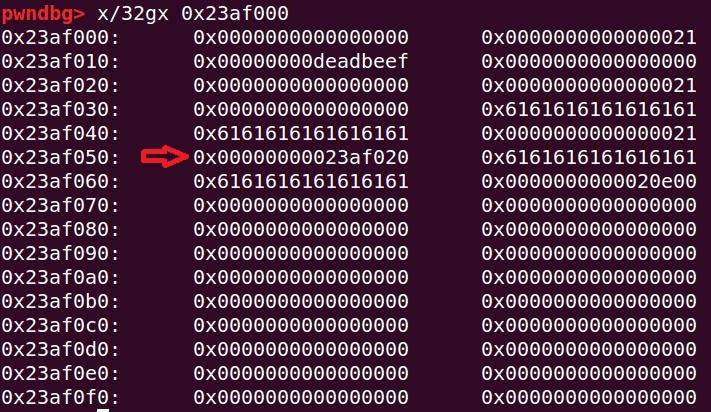 pwndbg> x/32gx 0x23af000
0x23af000: 0x0000000000000000 0x0000000000000021
0x23af010: 0x00000000deadbeef 0x0000000000000000
0x23af020: 0x0000000000000000 0x0000000000000021
0x23af030: 0x0000000000000000 0x6161616161616161
0x23af040: 0x6161616161616161 0x0000000000000021
0x23af050: 0x00000000023af020 0x6161616161616161
0x23af060: 0x6161616161616161 0x0000000000020e00
0x23af070: 0x0000000000000000 0x0000000000000000
0x23af080: 0x0000000000000000 0x0000000000000000
0x23af090: 0x0000000000000000 0x0000000000000000
0x23af0a0: 0x0000000000000000 0x0000000000000000
0x23af0b0: 0x0000000000000000 0x0000000000000000
0x23af0c0: 0x0000000000000000 0x0000000000000000
0x23af0d0: 0x0000000000000000 0x0000000000000000
0x23af0e0: 0x0000000000000000 0x0000000000000000
0x23af0f0: 0x0000000000000000 0x0000000000000000